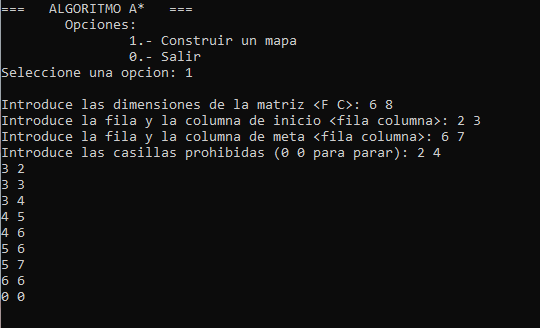 === ALGORITMO A* ===
Opciones:
1.- Construir un mapa
0.- Salir
Seleccione una opcion: 1
Introduce las dimensiones de la matriz <F C>: 6 8
Introduce la fila y la columna de inicio <fila columna>: 2 3
Introduce la fila y la columna de meta <fila columna>: 6 7
Introduce las casillas prohibidas (0 0 para parar): 2 4
3 2
3 3
3 4
4 5
4 6
5 6
5 7
6 6
0 0